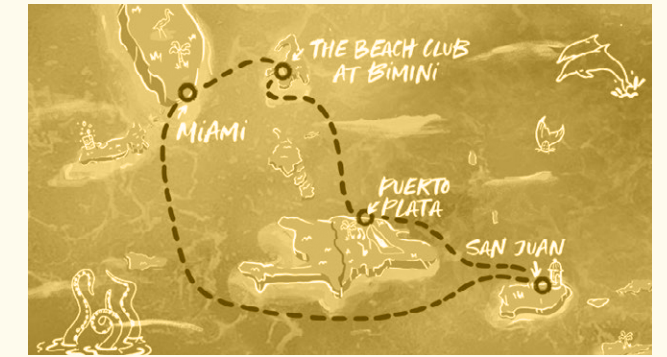 THE BEACH CLUB
AT BIMINI
MIAMI
PUERTO
PLATA
SAN JUAN